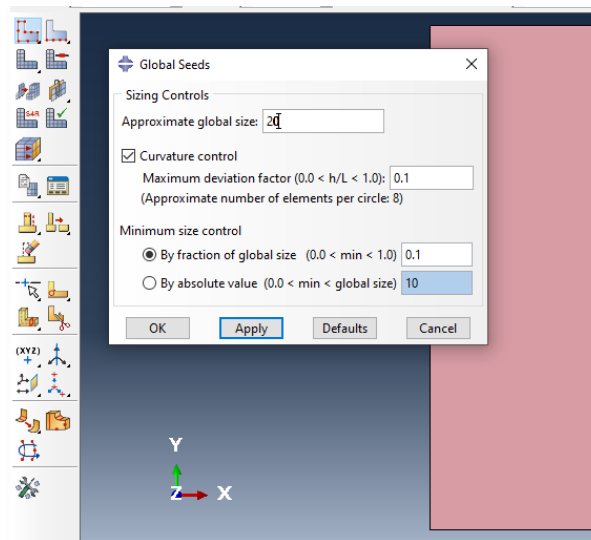 Global Seeds
Sizing Controls
Approximate global size: 20
Curvature control
Maximum deviation factor (0.0 < h/L < 1.0): 0.1
(Approximate number of elements per circle: 8)
Minimum size control
By fraction of global size (0.0 < min < 1.0) 0.1
By absolute value (0.0 < min < global size) 10
OK Apply Defaults Cancel
S4R
(XYZ)
Y
Z X